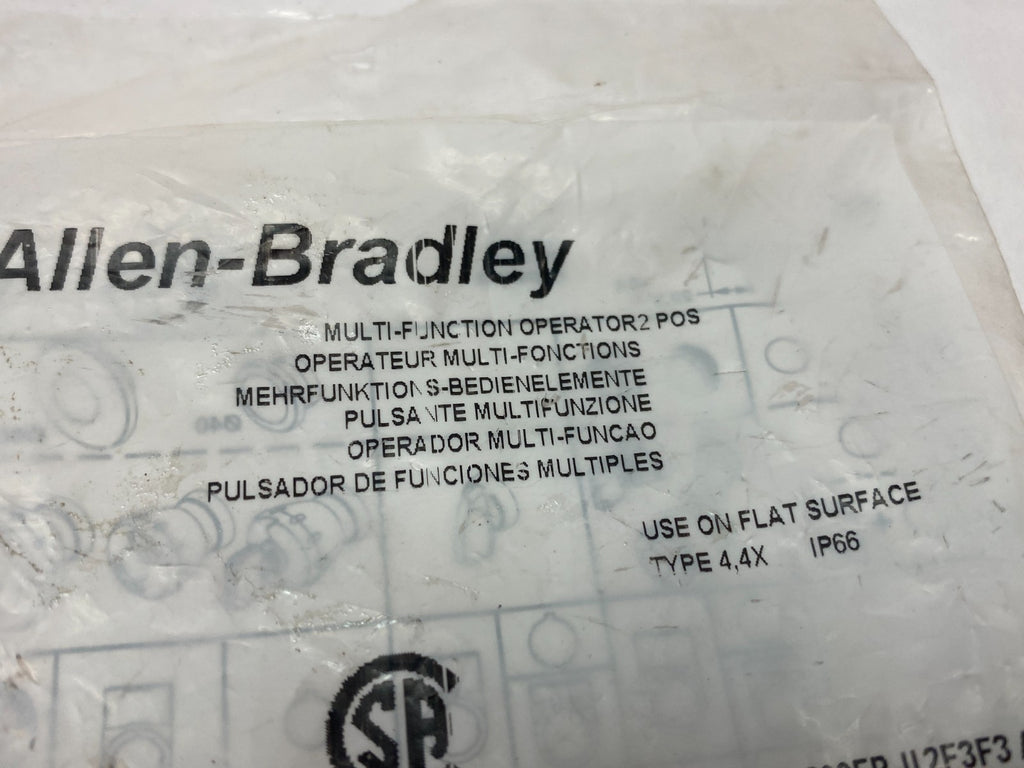 Allen-Bradley
MULTI-FUNCTION OPERATOR2 POS
OPERATEUR MULTI-FONCTIONS
MEHRFUNKTIONS-BEDIENELEMENTE
PULSANTE MULTIFUNZIONE
OPERADOR MULTI-FUNCAO
PULSADOR DE FUNCIONES MULTIPLES
USE ON FLAT SURFACE
TYPE 4,4X IP66
SA